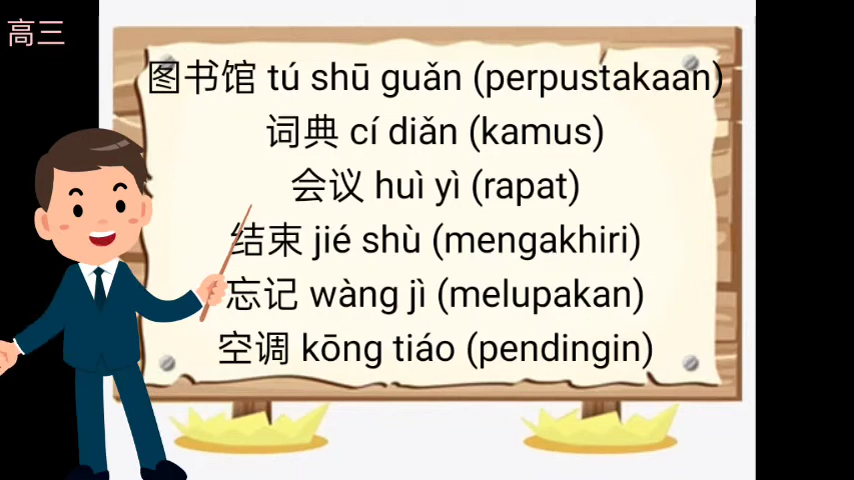 高三
图书馆 tú shū guǎn (perpustakaan)
词典 cí diǎn (kamus)
会议 huì yì (rapat)
结束 jié shù (mengakhiri)
忘记 wàng jì (melupakan)
空调 kōng tiáo (pendingin)